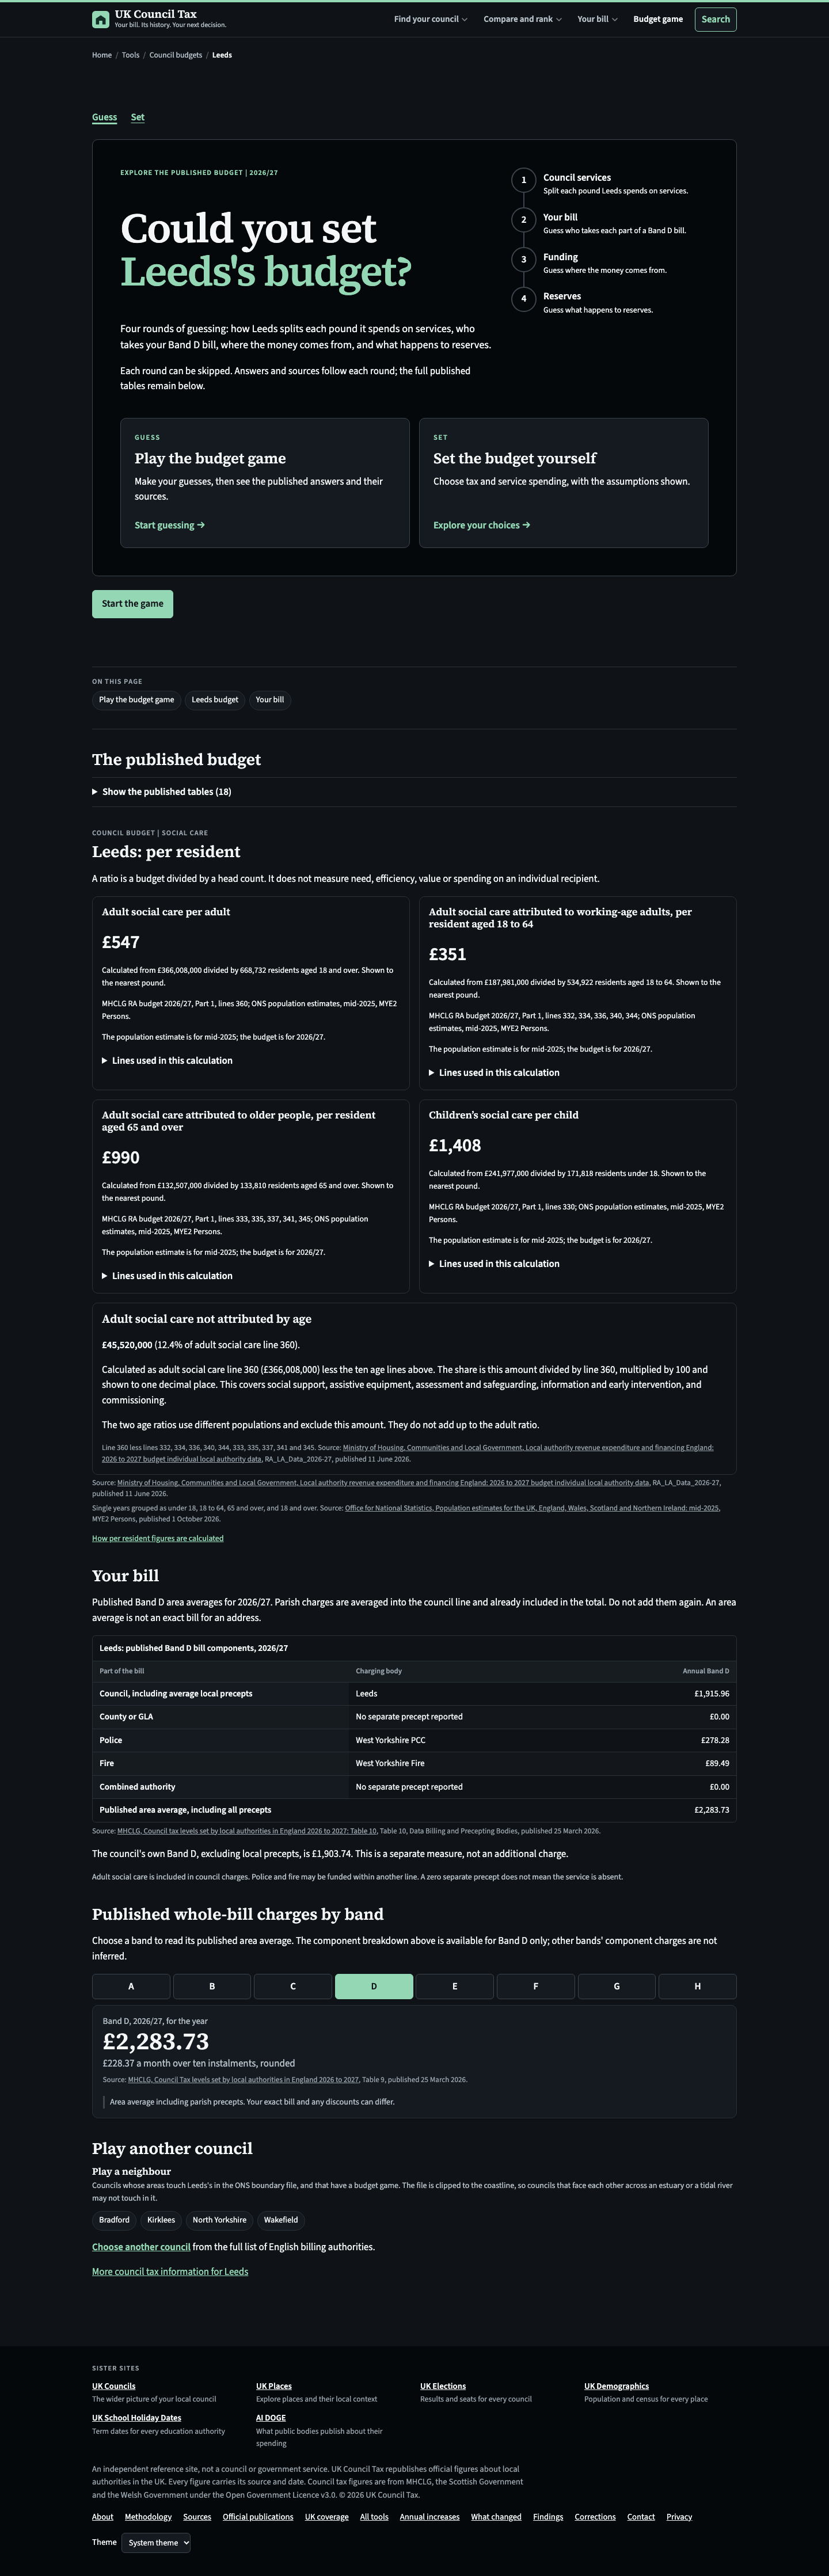 UK Council Tax
Your bill. Its history. Your next decision.
Find your council
Compare and rank
Your bill
Budget game
Search
Home / Tools / Council budgets / Leeds
Guess
Set
EXPLORE THE PUBLISHED BUDGET | 2026/27
Could you set
Leeds's budget?
Four rounds of guessing: how Leeds splits each pound it spends on services, who
takes your Band D bill, where the money comes from, and what happens to reserves.
Each round can be skipped. Answers and sources follow each round; the full published
tables remain below.
1
Council services
Split each pound Leeds spends on services.
2
Your bill
Guess who takes each part of a Band D bill.
3
Funding
Guess where the money comes from.
4
Reserves
Guess what happens to reserves.
GUESS
Play the budget game
Make your guesses, then see the published answers and their
sources.
Start guessing →
SET
Set the budget yourself
Choose tax and service spending, with the assumptions shown.
Explore your choices →
Start the game
ON THIS PAGE
Play the budget game
Leeds budget
Your bill
The published budget
Show the published tables (18)
COUNCIL BUDGET | SOCIAL CARE
Leeds: per resident
A ratio is a budget divided by a head count. It does not measure need, efficiency, value or spending on an individual recipient.
Adult social care per adult
£547
Calculated from £366,008,000 divided by 668,732 residents aged 18 and over. Shown to
the nearest pound.
MHCLG RA budget 2026/27, Part 1, lines 360; ONS population estimates, mid-2025, MYE2
Persons.
The population estimate is for mid-2025; the budget is for 2026/27.
Lines used in this calculation
Adult social care attributed to working-age adults, per
resident aged 18 to 64
£351
Calculated from £187,981,000 divided by 534,922 residents aged 18 to 64. Shown to the
nearest pound.
MHCLG RA budget 2026/27, Part 1, lines 332, 334, 336, 340, 344; ONS population
estimates, mid-2025, MYE2 Persons.
The population estimate is for mid-2025; the budget is for 2026/27.
Lines used in this calculation
Adult social care attributed to older people, per resident
aged 65 and over
£990
Calculated from £132,507,000 divided by 133,810 residents aged 65 and over. Shown to
the nearest pound.
MHCLG RA budget 2026/27, Part 1, lines 333, 335, 337, 341, 345; ONS population
estimates, mid-2025, MYE2 Persons.
The population estimate is for mid-2025; the budget is for 2026/27.
Lines used in this calculation
Children’s social care per child
£1,408
Calculated from £241,977,000 divided by 171,818 residents under 18. Shown to the
nearest pound.
MHCLG RA budget 2026/27, Part 1, lines 330; ONS population estimates, mid-2025, MYE2
Persons.
The population estimate is for mid-2025; the budget is for 2026/27.
Lines used in this calculation
Adult social care not attributed by age
£45,520,000 (12.4% of adult social care line 360).
Calculated as adult social care line 360 (£366,008,000) less the ten age lines above. The share is this amount divided by line 360, multiplied by 100 and
shown to one decimal place. This covers social support, assistive equipment, assessment and safeguarding, information and early intervention, and
commissioning.
The two age ratios use different populations and exclude this amount. They do not add up to the adult ratio.
Line 360 less lines 332, 334, 336, 340, 344, 333, 335, 337, 341 and 345. Source: Ministry of Housing, Communities and Local Government, Local authority revenue expenditure and financing England:
2026 to 2027 budget individual local authority data, RA_LA_Data_2026-27, published 11 June 2026.
Source: Ministry of Housing, Communities and Local Government, Local authority revenue expenditure and financing England: 2026 to 2027 budget individual local authority data, RA_LA_Data_2026-27,
published 11 June 2026.
Single years grouped as under 18, 18 to 64, 65 and over, and 18 and over. Source: Office for National Statistics, Population estimates for the UK, England, Wales, Scotland and Northern Ireland: mid-2025,
MYE2 Persons, published 1 October 2026.
How per resident figures are calculated
Your bill
Published Band D area averages for 2026/27. Parish charges are averaged into the council line and already included in the total. Do not add them again. An area
average is not an exact bill for an address.
Leeds: published Band D bill components, 2026/27
Part of the bill
Charging body
Annual Band D
Council, including average local precepts
Leeds
£1,915.96
County or GLA
No separate precept reported
£0.00
Police
West Yorkshire PCC
£278.28
Fire
West Yorkshire Fire
£89.49
Combined authority
No separate precept reported
£0.00
Published area average, including all precepts
£2,283.73
Source: MHCLG, Council tax levels set by local authorities in England 2026 to 2027: Table 10, Table 10, Data Billing and Precepting Bodies, published 25 March 2026.
The council's own Band D, excluding local precepts, is £1,903.74. This is a separate measure, not an additional charge.
Adult social care is included in council charges. Police and fire may be funded within another line. A zero separate precept does not mean the service is absent.
Published whole-bill charges by band
Choose a band to read its published area average. The component breakdown above is available for Band D only; other bands' component charges are not
inferred.
A
B
C
D
E
F
G
H
Band D, 2026/27, for the year
£2,283.73
£228.37 a month over ten instalments, rounded
Source: MHCLG, Council Tax levels set by local authorities in England 2026 to 2027, Table 9, published 25 March 2026.
Area average including parish precepts. Your exact bill and any discounts can differ.
Play another council
Play a neighbour
Councils whose areas touch Leeds's in the ONS boundary file, and that have a budget game. The file is clipped to the coastline, so councils that face each other across an estuary or a tidal river
may not touch in it.
Bradford
Kirklees
North Yorkshire
Wakefield
Choose another council from the full list of English billing authorities.
More council tax information for Leeds
SISTER SITES
UK Councils
The wider picture of your local council
UK Places
Explore places and their local context
UK Elections
Results and seats for every council
UK Demographics
Population and census for every place
UK School Holiday Dates
Term dates for every education authority
AI DOGE
What public bodies publish about their
spending
An independent reference site, not a council or government service. UK Council Tax republishes official figures about local
authorities in the UK. Every figure carries its source and date. Council tax figures are from MHCLG, the Scottish Government
and the Welsh Government under the Open Government Licence v3.0. © 2026 UK Council Tax.
About
Methodology
Sources
Official publications
UK coverage
All tools
Annual increases
What changed
Findings
Corrections
Contact
Privacy
Theme
System theme